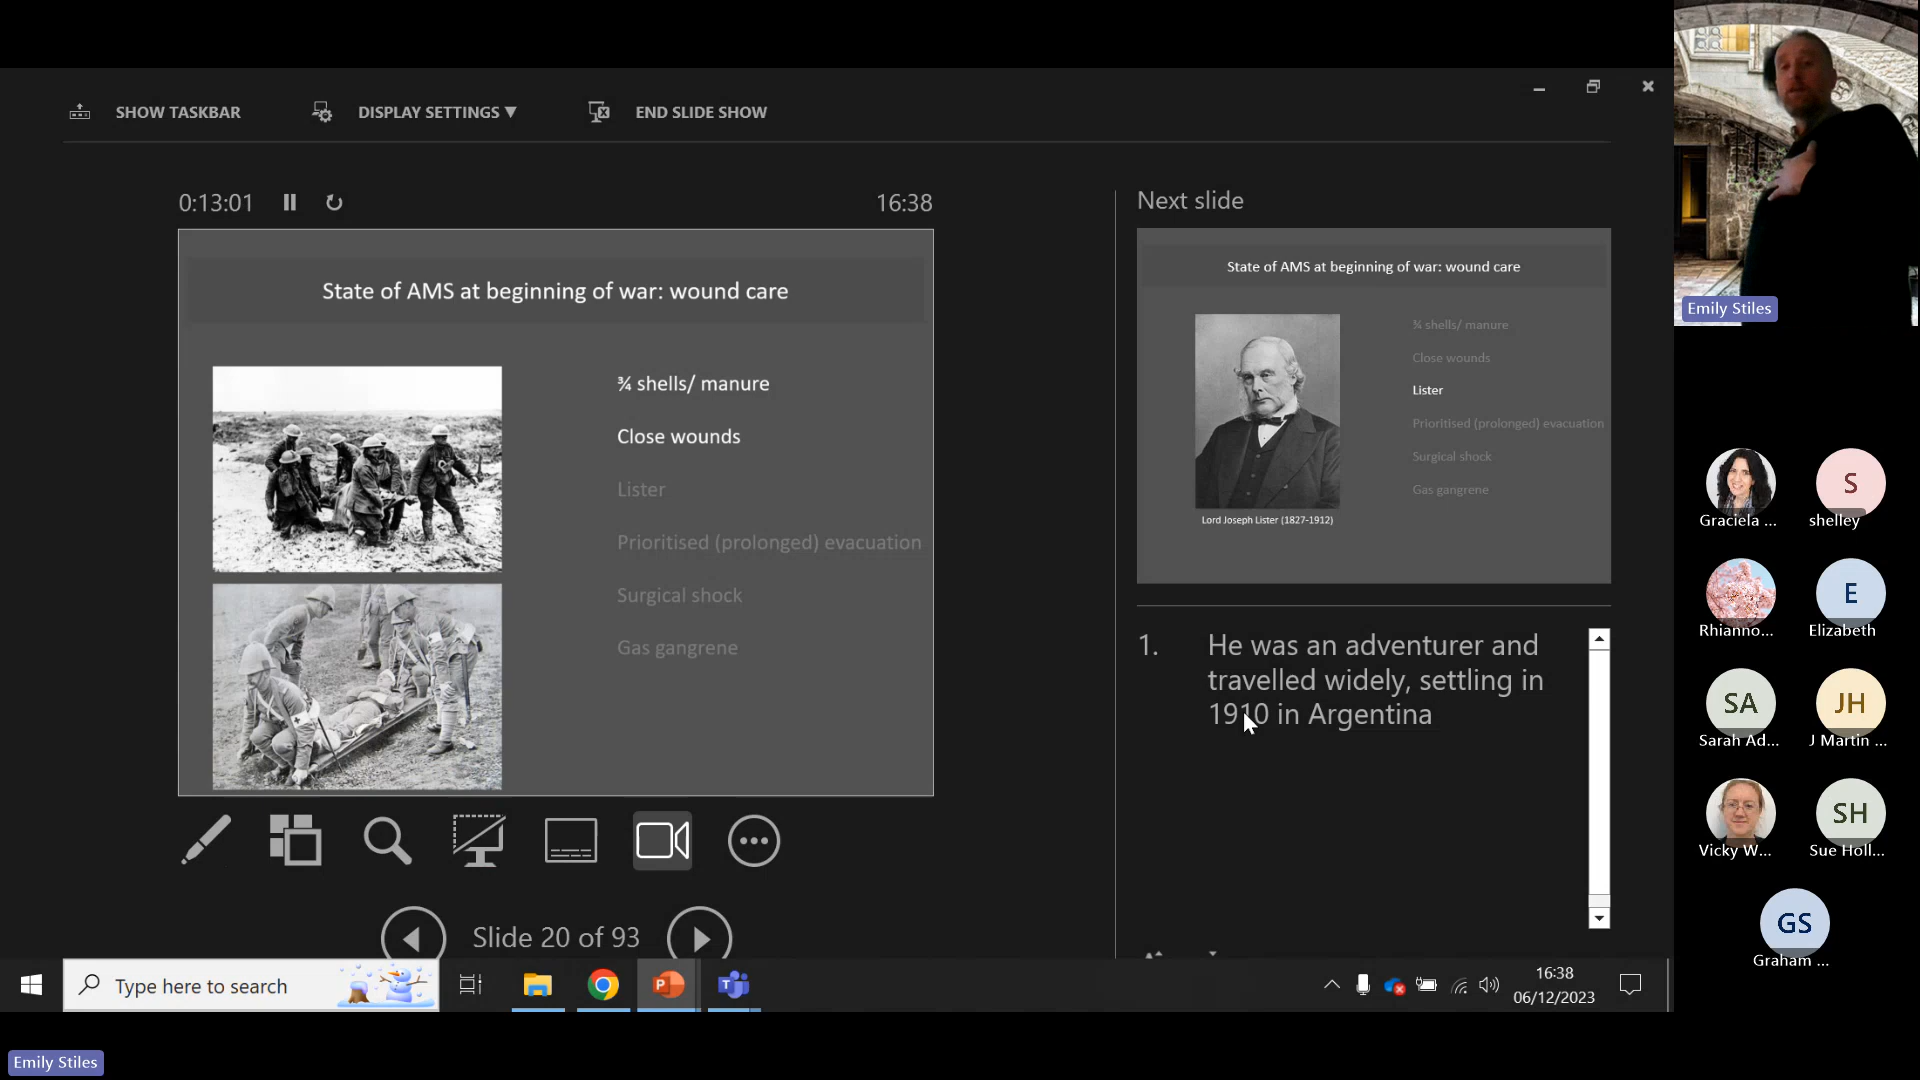 SHOW TASKBAR
DISPLAY SETTINGS ▼
END SLIDE SHOW
0:13:01
16:38
State of AMS at beginning of war: wound care
¾ shells/ manure
Close wounds
Lister
Prioritised (prolonged) evacuation
Surgical shock
Gas gangrene
Slide 20 of 93
Next slide
State of AMS at beginning of war: wound care
¾ shells/ manure
Close wounds
Lister
Prioritised (prolonged) evacuation
Surgical shock
Gas gangrene
Lord Joseph Lister (1827-1912)
1. He was an adventurer and
travelled widely, settling in
1910 in Argentina
Type here to search
16:38
06/12/2023
Emily Stiles
Emily Stiles
Graciela ...
S
shelley
Rhianno...
E
Elizabeth
SA
Sarah Ad...
JH
J Martin ...
Vicky W...
SH
Sue Holl...
GS
Graham ...